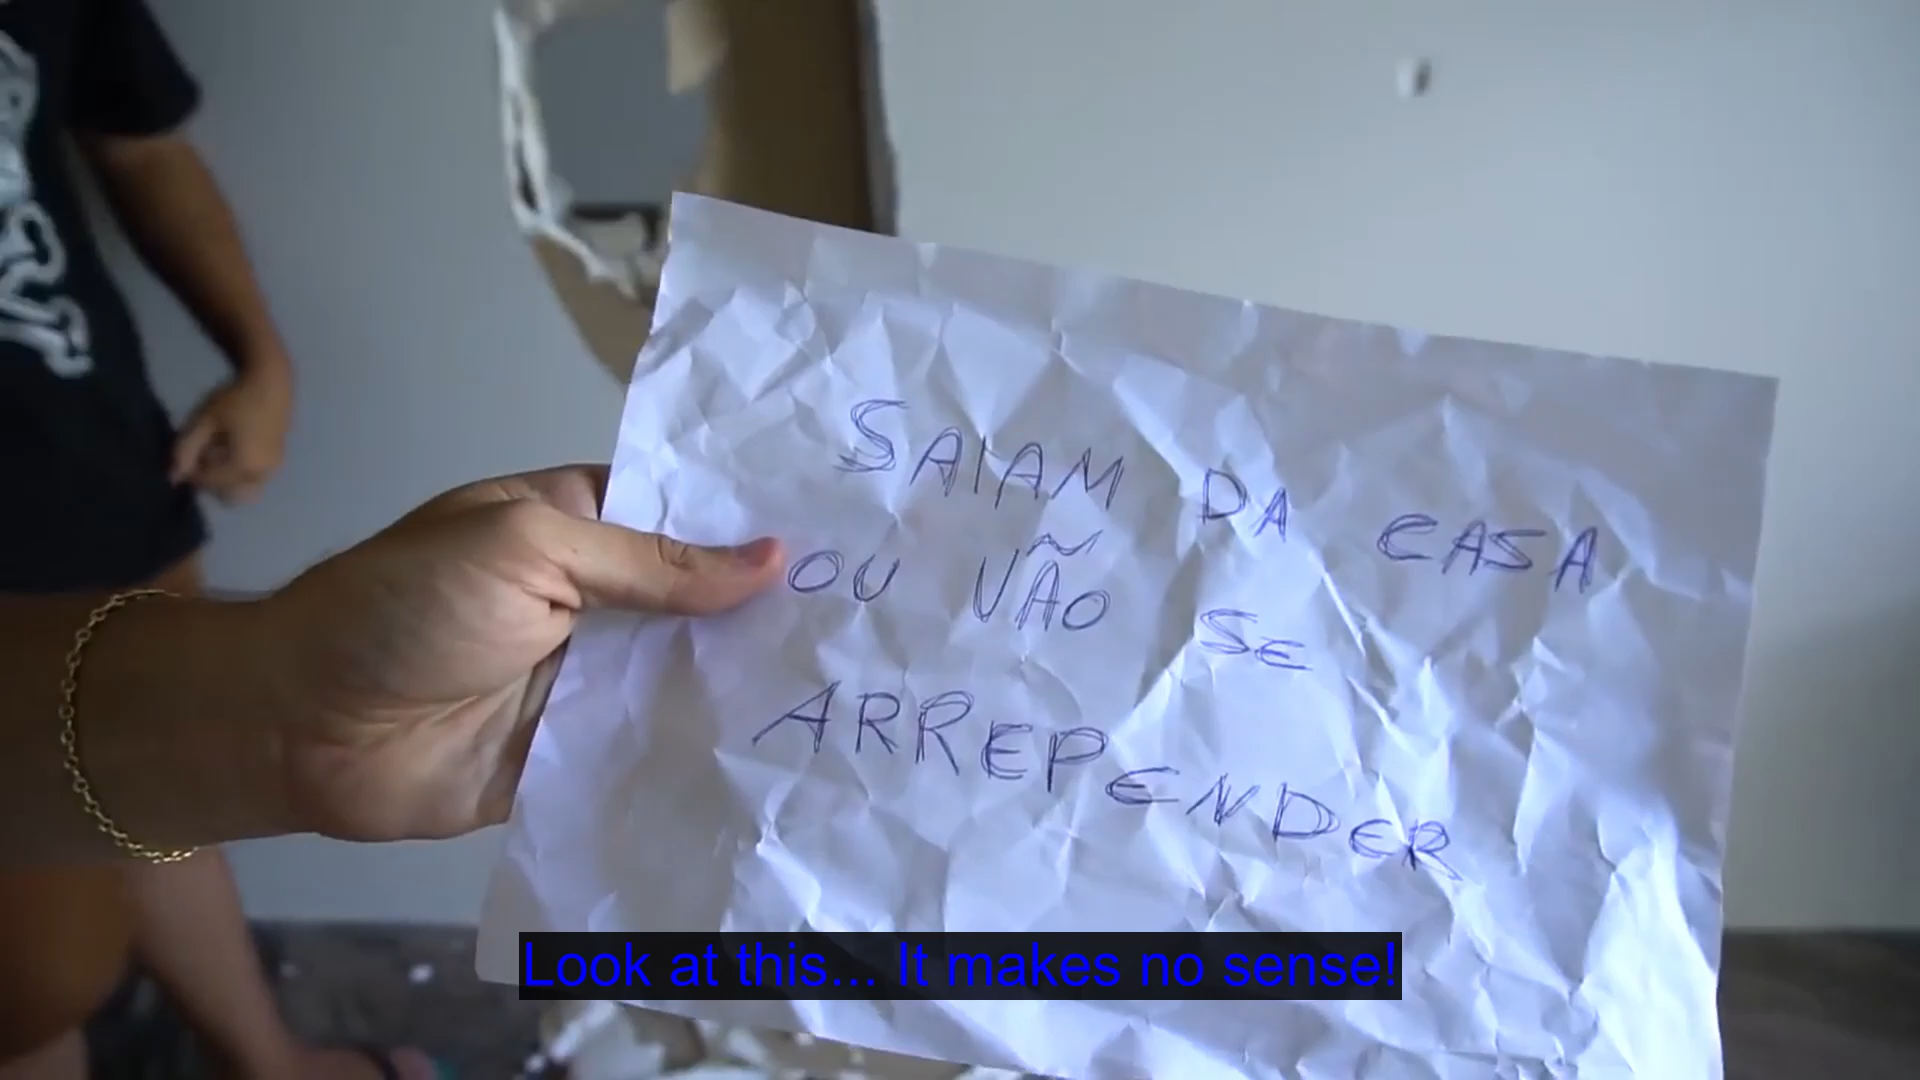 SAIAM DA CASA
OU VÃO SE
ARREPENDER
Look at this... It makes no sense!